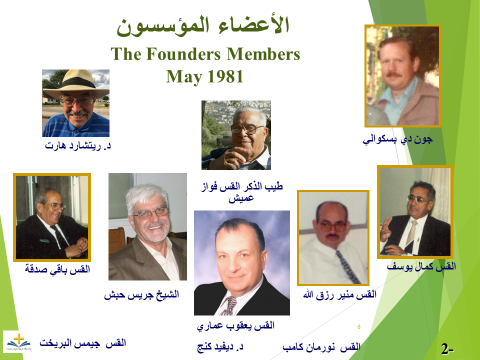 الأعضاء المؤسسون
The Founders Members
May 1981
جون دي بسكوالي
د. ريتشارد هارت
طيب الذكر القس فواز
عميش
القس باقي صدقة
الشيخ جريس حبش
القس يعقوب عماري
القس منير رزق الله
القس كمال يوسف
القس جيمس البريخت
د. ديفيد كنج
القس نورمان كامب
2-